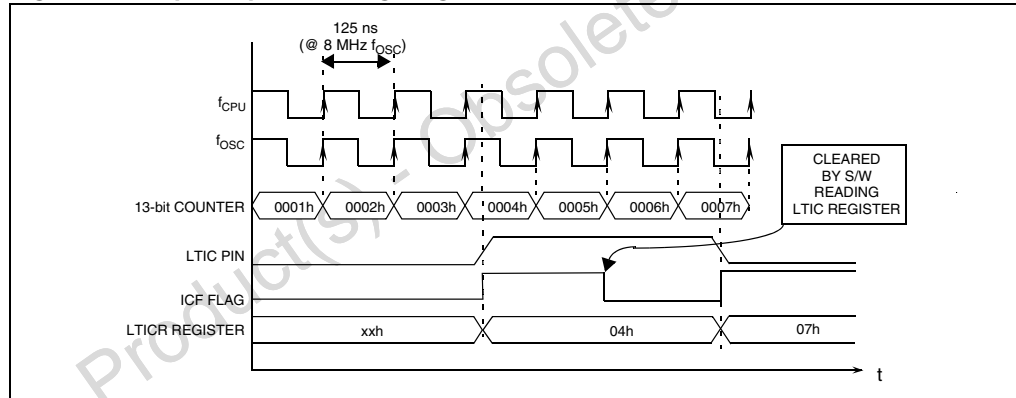 125 ns
(@ 8 MHz fOSC)
fCPU
fOSC
CLEARED
BY S/W
READING
LTIC REGISTER
13-bit COUNTER 0001h 0002h 0003h 0004h 0005h 0006h 0007h
LTIC PIN
ICF FLAG
LTICR REGISTER xxh 04h 07h
t
Product(s) - Obsolete